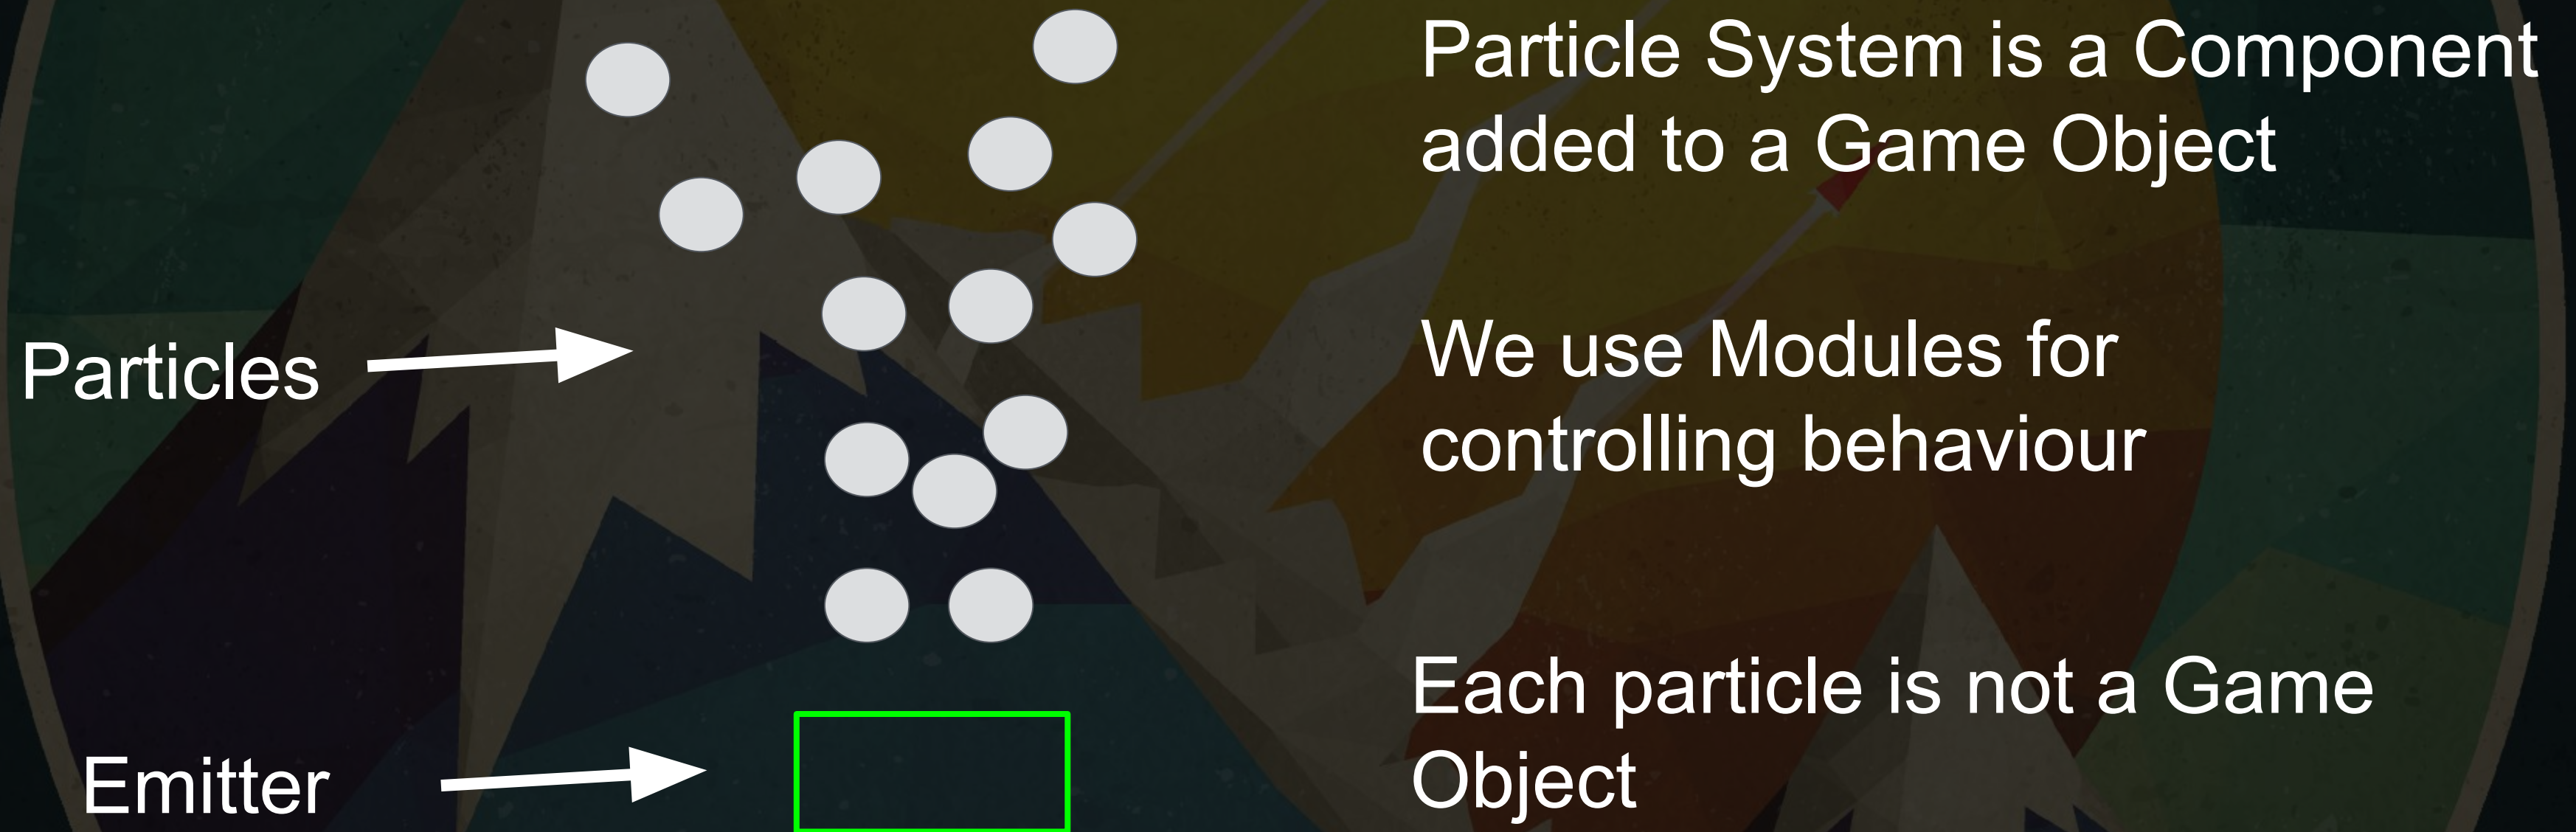 Particle System is a Component
added to a Game Object
We use Modules for
controlling behaviour
Particles
Each particle is not a Game
Object
Emitter